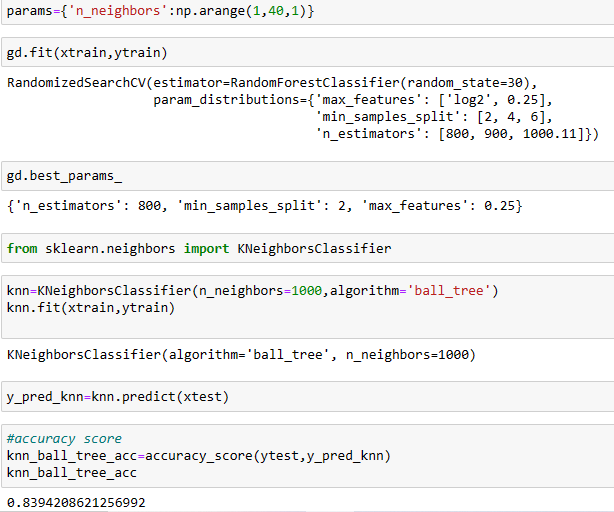 params={'n_neighbors':np.arange(1,40,1)}
gd.fit(xtrain,ytrain)
RandomizedSearchCV(estimator=RandomForestClassifier(random_state=30),
                   param_distributions={'max_features': ['log2', 0.25],
                                        'min_samples_split': [2, 4, 6],
                                        'n_estimators': [800, 900, 1000.11]})
gd.best_params_
{'n_estimators': 800, 'min_samples_split': 2, 'max_features': 0.25}
from sklearn.neighbors import KNeighborsClassifier
knn=KNeighborsClassifier(n_neighbors=1000,algorithm='ball_tree')
knn.fit(xtrain,ytrain)
KNeighborsClassifier(algorithm='ball_tree', n_neighbors=1000)
y_pred_knn=knn.predict(xtest)
#accuracy score
knn_ball_tree_acc=accuracy_score(ytest,y_pred_knn)
knn_ball_tree_acc
0.8394208621256992